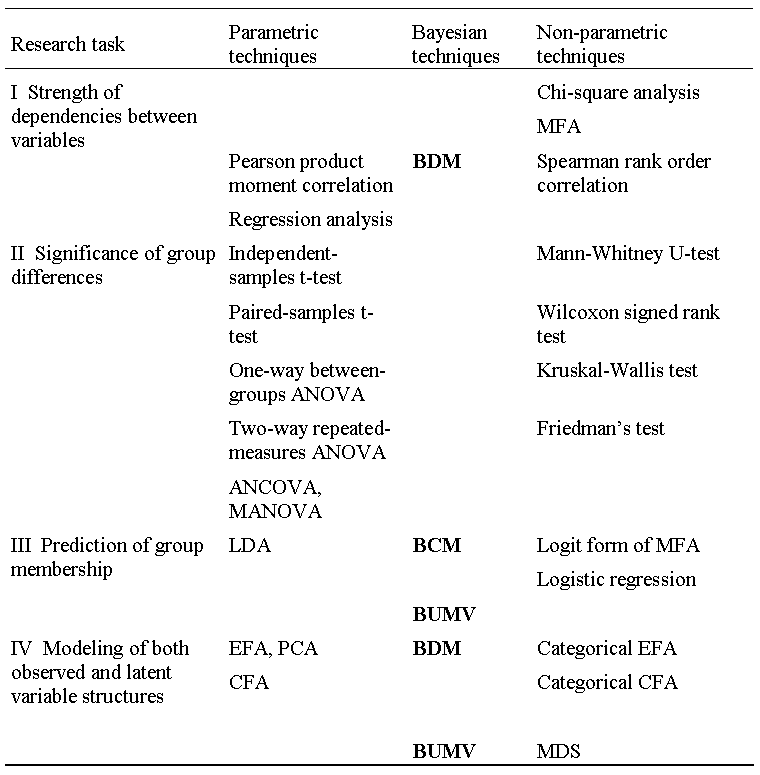 Research task
Parametric
techniques
Bayesian
techniques
Non-parametric
techniques
I Strength of
dependencies between
variables
Chi-square analysis
MFA
Pearson product
moment correlation
BDM
Spearman rank order
correlation
Regression analysis
II Significance of group
differences
Independent-
samples t-test
Mann-Whitney U-test
Paired-samples t-
test
Wilcoxon signed rank
test
One-way between-
groups ANOVA
Kruskal-Wallis test
Two-way repeated-
measures ANOVA
Friedman’s test
ANCOVA,
MANOVA
III Prediction of group
membership
LDA
BCM
Logit form of MFA
Logistic regression
BUMV
IV Modeling of both
observed and latent
variable structures
EFA, PCA
BDM
Categorical EFA
CFA
Categorical CFA
BUMV
MDS